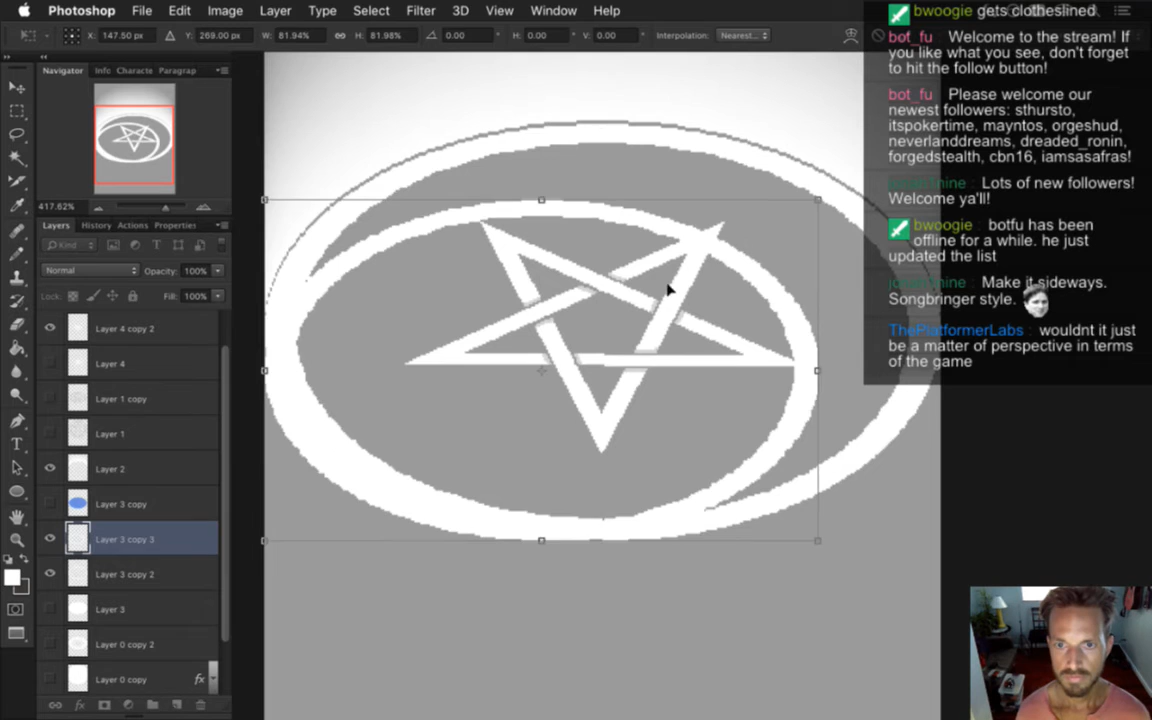 Photoshop File Edit Image Layer Type Select Filter 3D View Window Help
X: 147.50 px Y: 269.00 px W: 81.94% H: 81.98% 0.00 ° H: 0.00 ° V: 0.00 ° Interpolation: Nearest...
Navigator Info Characte Paragrap
417.62%
Layers History Actions Properties
Kind
Normal Opacity: 100%
Lock: Fill: 100%
Layer 4 copy 2
Layer 4
Layer 1 copy
Layer 1
Layer 2
Layer 3 copy
Layer 3 copy 3
Layer 3 copy 2
Layer 3
Layer 0 copy 2
Layer 0 copy fx
fx
bwoogie gets clotheslined
bot_fu Welcome to the stream! If
you like what you see, don't forget
to hit the follow button!
bot_fu Please welcome our
newest followers: sthursto,
itspokertime, mayntos, orgeshud,
neverlanddreams, dreaded_ronin,
forgedstealth, cbn16, iamsasafras!
: Lots of new followers!
Welcome ya'll!
bwoogie : botfu has been
offline for a while. he just
updated the list
: Make it sideways.
Songbringer style.
ThePlatformerLabs : wouldnt it just
be a matter of perspective in terms
of the game